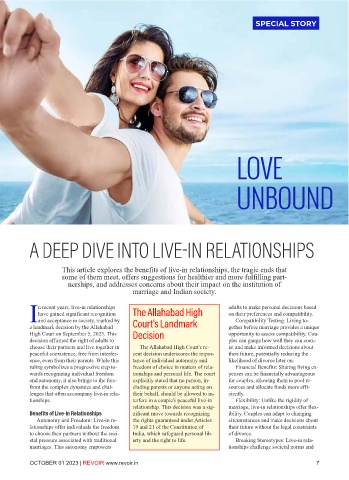 SPECIAL STORY
LOVE
UNBOUND
A DEEP DIVE INTO LIVE-IN RELATIONSHIPS
This article explores the benefits of live-in relationships, the tragic ends that
some of them meet, offers suggestions for healthier and more fulfilling part-
nerships, and addresses concerns about their impact on the institution of
marriage and Indian society.
In recent years, live-in relationships
have gained significant recognition
and acceptance in society, marked by
a landmark decision by the Allahabad
High Court on September 5, 2023. This
decision affirmed the right of adults to
choose their partners and live together in
peaceful coexistence, free from interfer-
ence, even from their parents. While this
ruling symbolises a progressive step to-
wards recognising individual freedom
and autonomy, it also brings to the fore-
front the complex dynamics and chal-
lenges that often accompany live-in rela-
tionships.
Benefits of Live-in Relationships
Autonomy and Freedom: Live-in re-
lationships offer individuals the freedom
to choose their partners without the soci-
etal pressure associated with traditional
marriages. This autonomy empowers
The Allahabad High
Court's Landmark
Decision
The Allahabad High Court's re-
cent decision underscores the impor-
tance of individual autonomy and
freedom of choice in matters of rela-
tionships and personal life. The court
explicitly stated that no person, in-
cluding parents or anyone acting on
their behalf, should be allowed to in-
terfere in a couple's peaceful live-in
relationship. This decision was a sig-
nificant move towards recognizing
the rights guaranteed under Articles
19 and 21 of the Constitution of
India, which safeguard personal lib-
erty and the right to life.
adults to make personal decisions based
on their preferences and compatibility.
Compatibility Testing: Living to-
gether before marriage provides a unique
opportunity to assess compatibility. Cou-
ples can gauge how well they can coex-
ist and make informed decisions about
their future, potentially reducing the
likelihood of divorce later on.
Financial Benefits: Sharing living ex-
penses can be financially advantageous
for couples, allowing them to pool re-
sources and allocate funds more effi-
ciently.
Flexibility: Unlike the rigidity of
marriage, live-in relationships offer flex-
ibility. Couples can adapt to changing
circumstances and make decisions about
their future without the legal constraints
of divorce.
Breaking Stereotypes: Live-in rela-
tionships challenge societal norms and
OCTOBER 01 2023 | REVOIR www.revoir.in
7